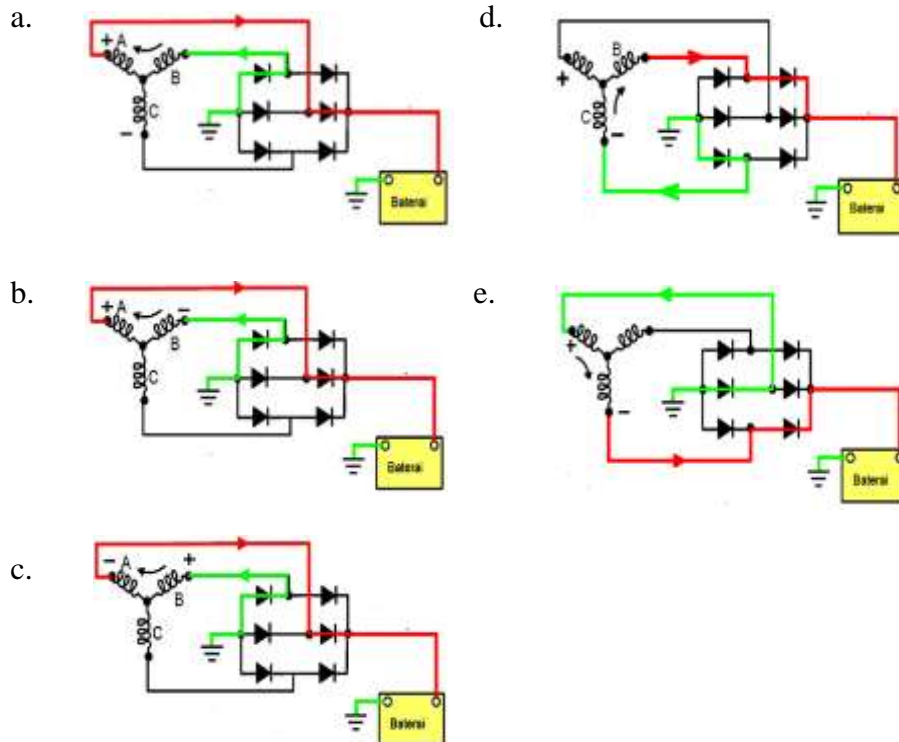 a.
+ A
B
C
−
Baterai
b.
+ A −
B
C
Baterai
c.
− A +
B
C
Baterai
d.
B
+
C −
Baterai
e.
+
−
Baterai